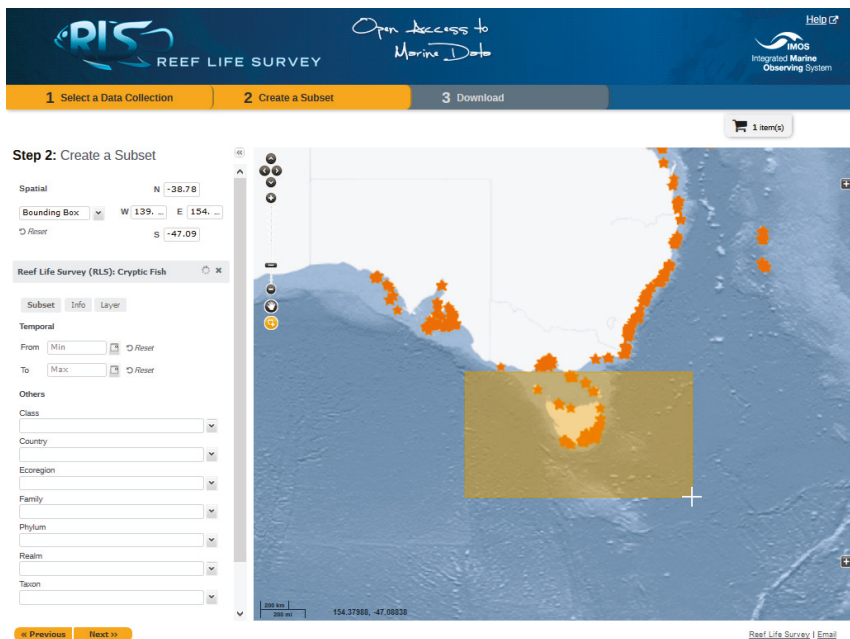 Open Access to
Marine Data
Help
RLS
REEF LIFE SURVEY
IMOS
Integrated Marine
Observing System
1 Select a Data Collection
2 Create a Subset
3 Download
1 item(s)
Step 2: Create a Subset
«
Spatial
N -38.78
Bounding Box
W 139. ... E 154. ...
Reset
S -47.09
Reef Life Survey (RLS): Cryptic Fish
Subset Info Layer
Temporal
From Min Reset
To Max Reset
Others
Class
Country
Ecoregion
Family
Phylum
Realm
Taxon
200 km
200 mi
154.37988, -47.08838
« Previous
Next »
Reef Life Survey | Email